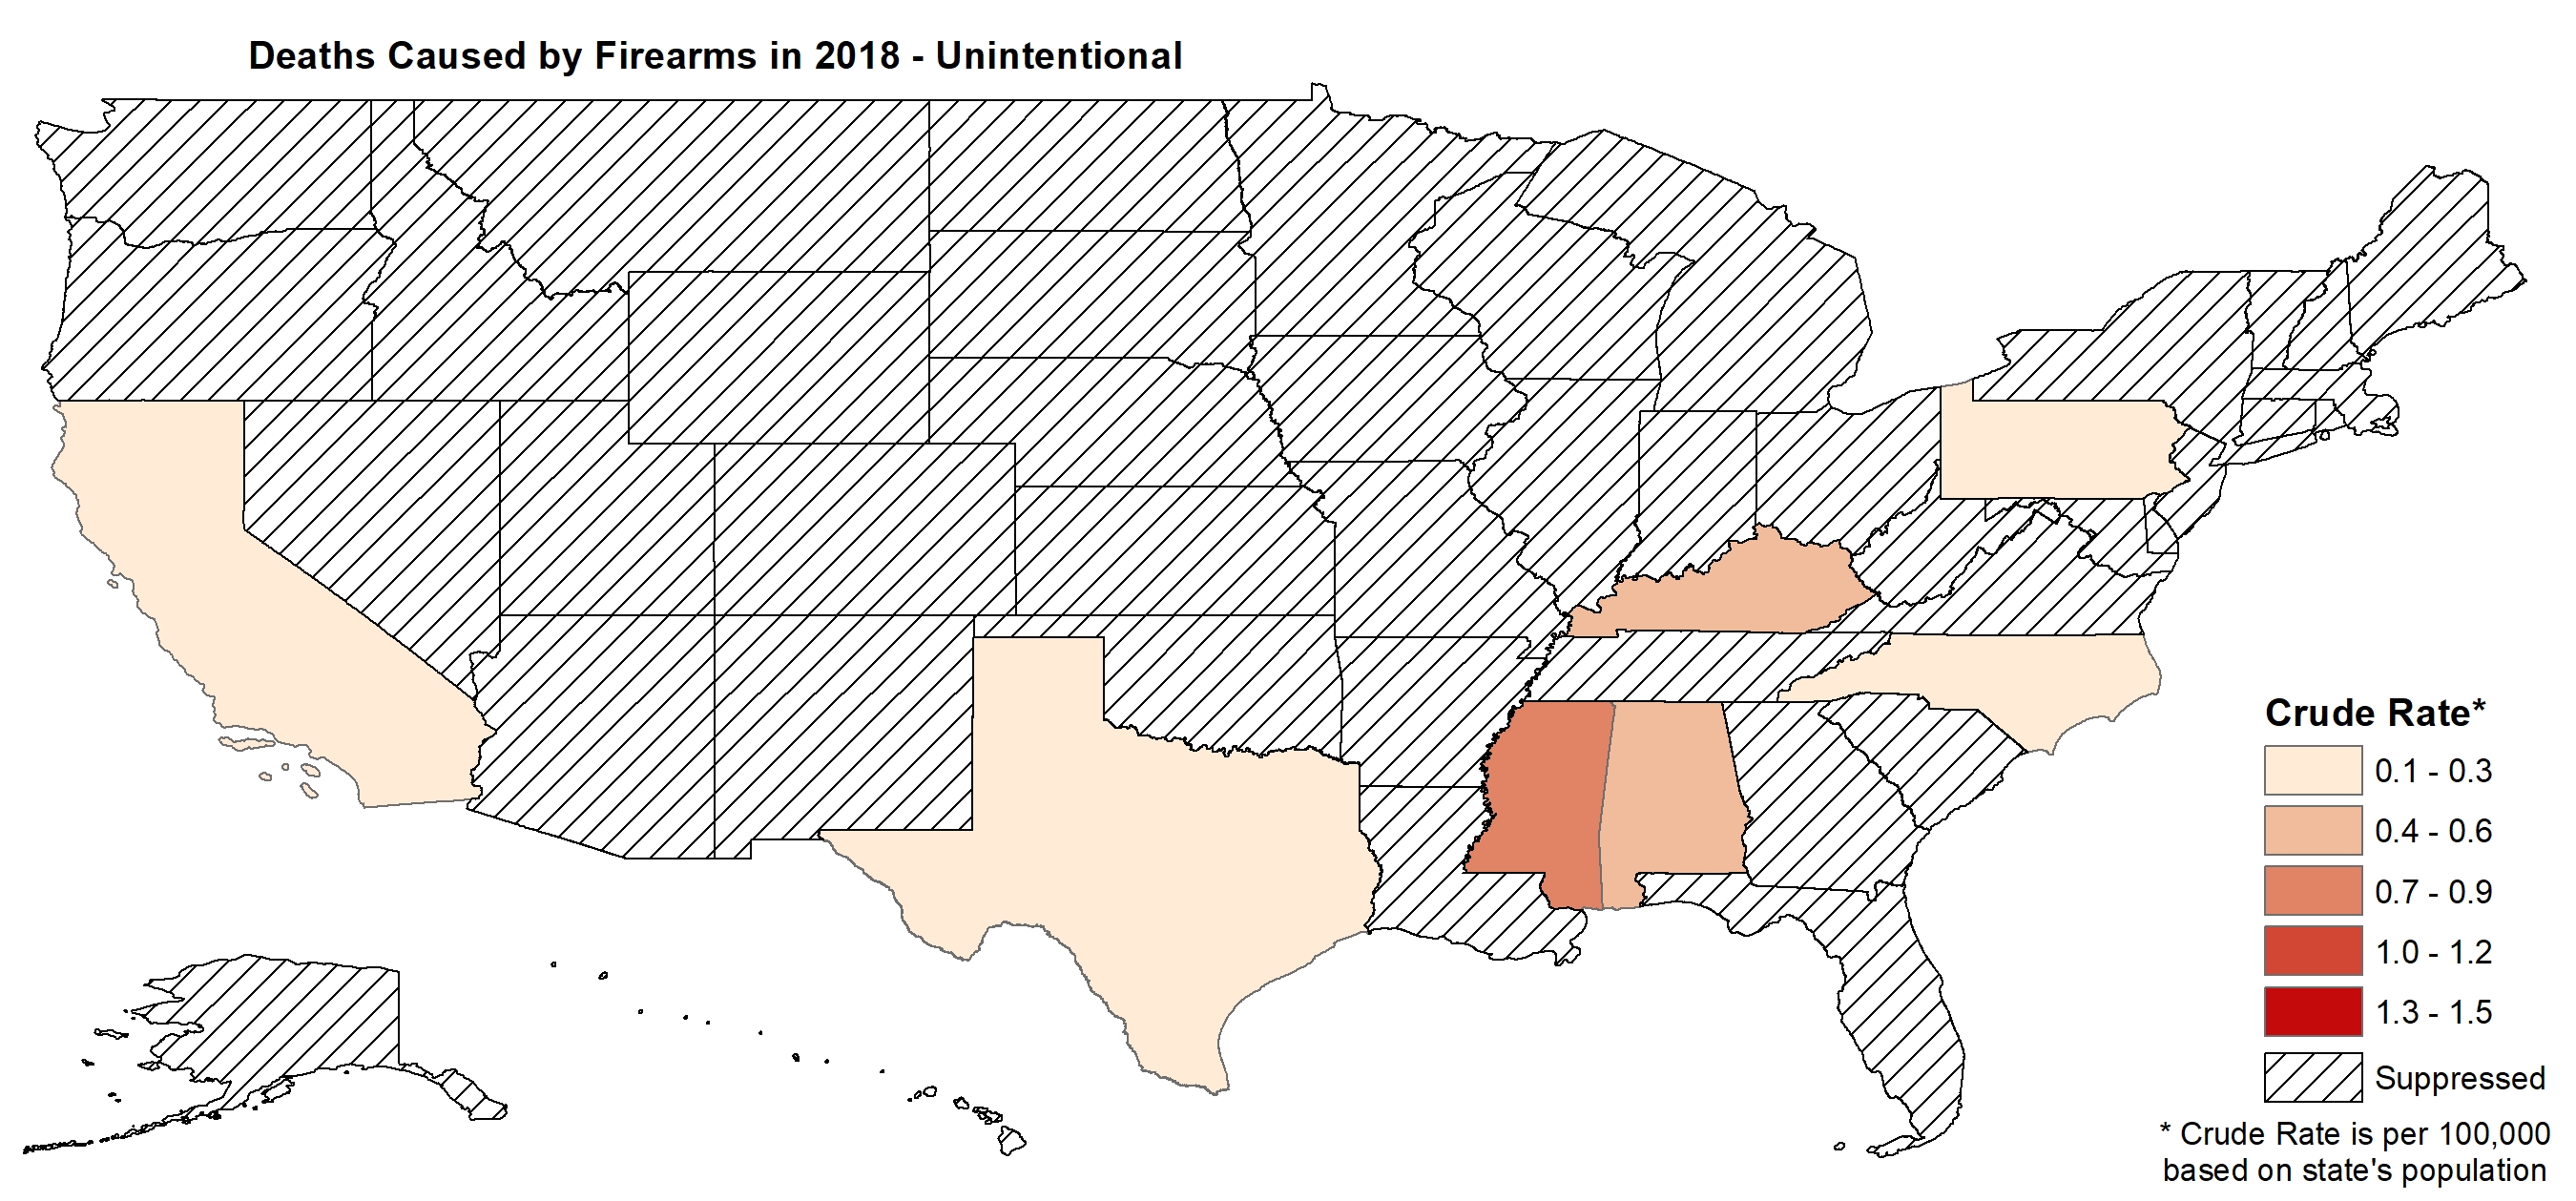 Deaths Caused by Firearms in 2018 - Unintentional
Crude Rate*
0.1 - 0.3
0.4 - 0.6
0.7 - 0.9
1.0 - 1.2
1.3 - 1.5
Suppressed
* Crude Rate is per 100,000
based on state's population